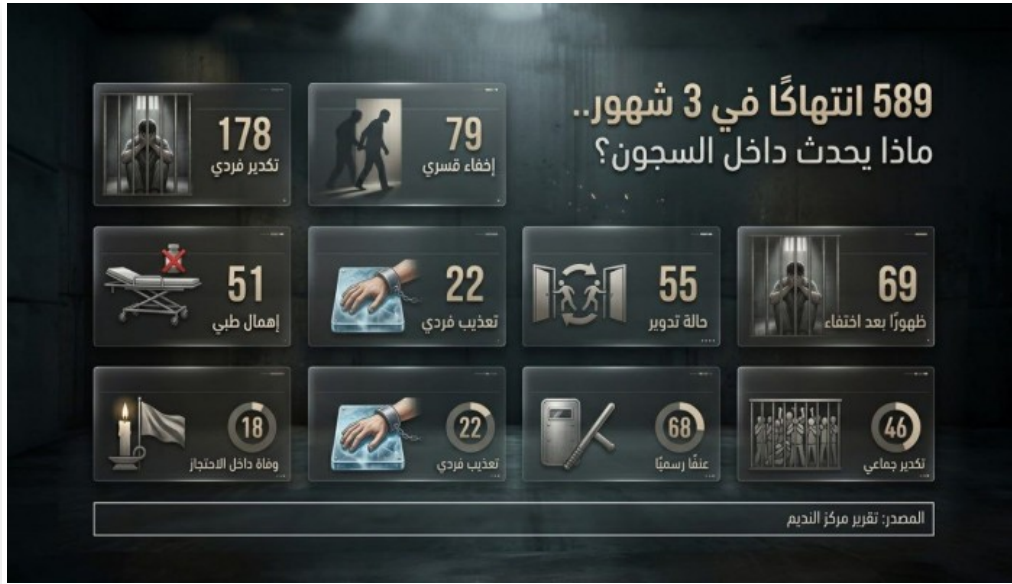 589 انتهاكًا في 3 شهور..
ماذا يحدث داخل السجون؟
79
إخفاء قسري
178
تكدير فردي
69
ظهورًا بعد اختفاء
55
حالة تدوير
22
تعذيب فردي
51
إهمال طبي
46
تكدير جماعي
68
عنفًا رسميًا
22
تعذيب فردي
18
وفاة داخل الاحتجاز
المصدر: تقرير مركز النديم